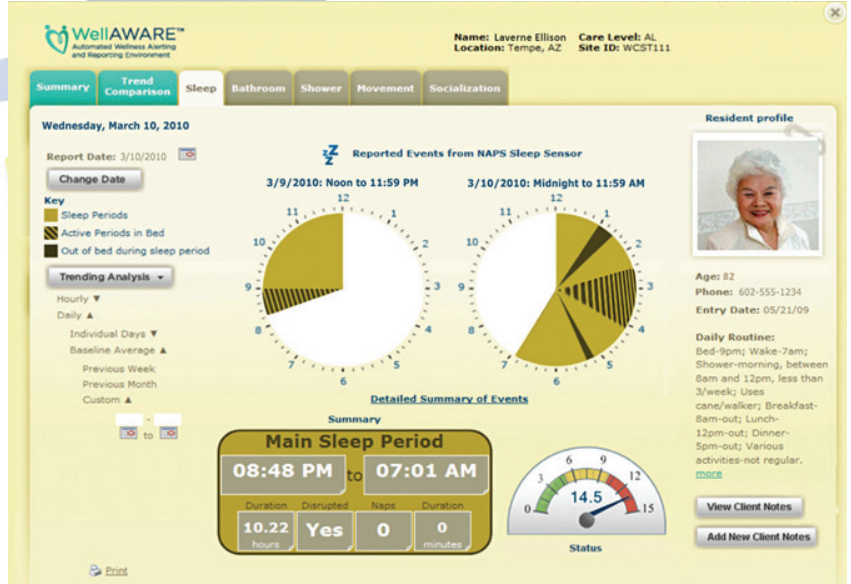 WellAWARE™
Automated Wellness Alerting
and Reporting Environment
Name: Laverne Ellison Care Level: AL
Location: Tempe, AZ Site ID: WCST111
Summary
Trend
Comparison
Sleep
Bathroom
Shower
Movement
Socialization
Wednesday, March 10, 2010
Report Date: 3/10/2010
Change Date
Key
Sleep Periods
Active Periods in Bed
Out of bed during sleep period
Trending Analysis
Hourly ▼
Daily ▲
Individual Days ▼
Baseline Average ▲
Previous Week
Previous Month
Custom ▲
-
to
Print
zZz Reported Events from NAPS Sleep Sensor
3/9/2010: Noon to 11:59 PM
12
1
2
3
4
5
6
7
8
9
10
11
3/10/2010: Midnight to 11:59 AM
12
1
2
3
4
5
6
7
8
9
10
11
Detailed Summary of Events
Summary
Main Sleep Period
08:48 PM to 07:01 AM
Duration Disrupted Naps Duration
10.22 Yes 0 0
hours minutes
0
3
6
9
12
15
14.5
Status
Resident profile
Age: 82
Phone: 602-555-1234
Entry Date: 05/21/09
Daily Routine:
Bed-9pm; Wake-7am;
Shower-morning, between
8am and 12pm, less than
3/week; Uses
cane/walker; Breakfast-
8am-out; Lunch-
12pm-out; Dinner-
5pm-out; Various
activities-not regular.
more
View Client Notes
Add New Client Notes